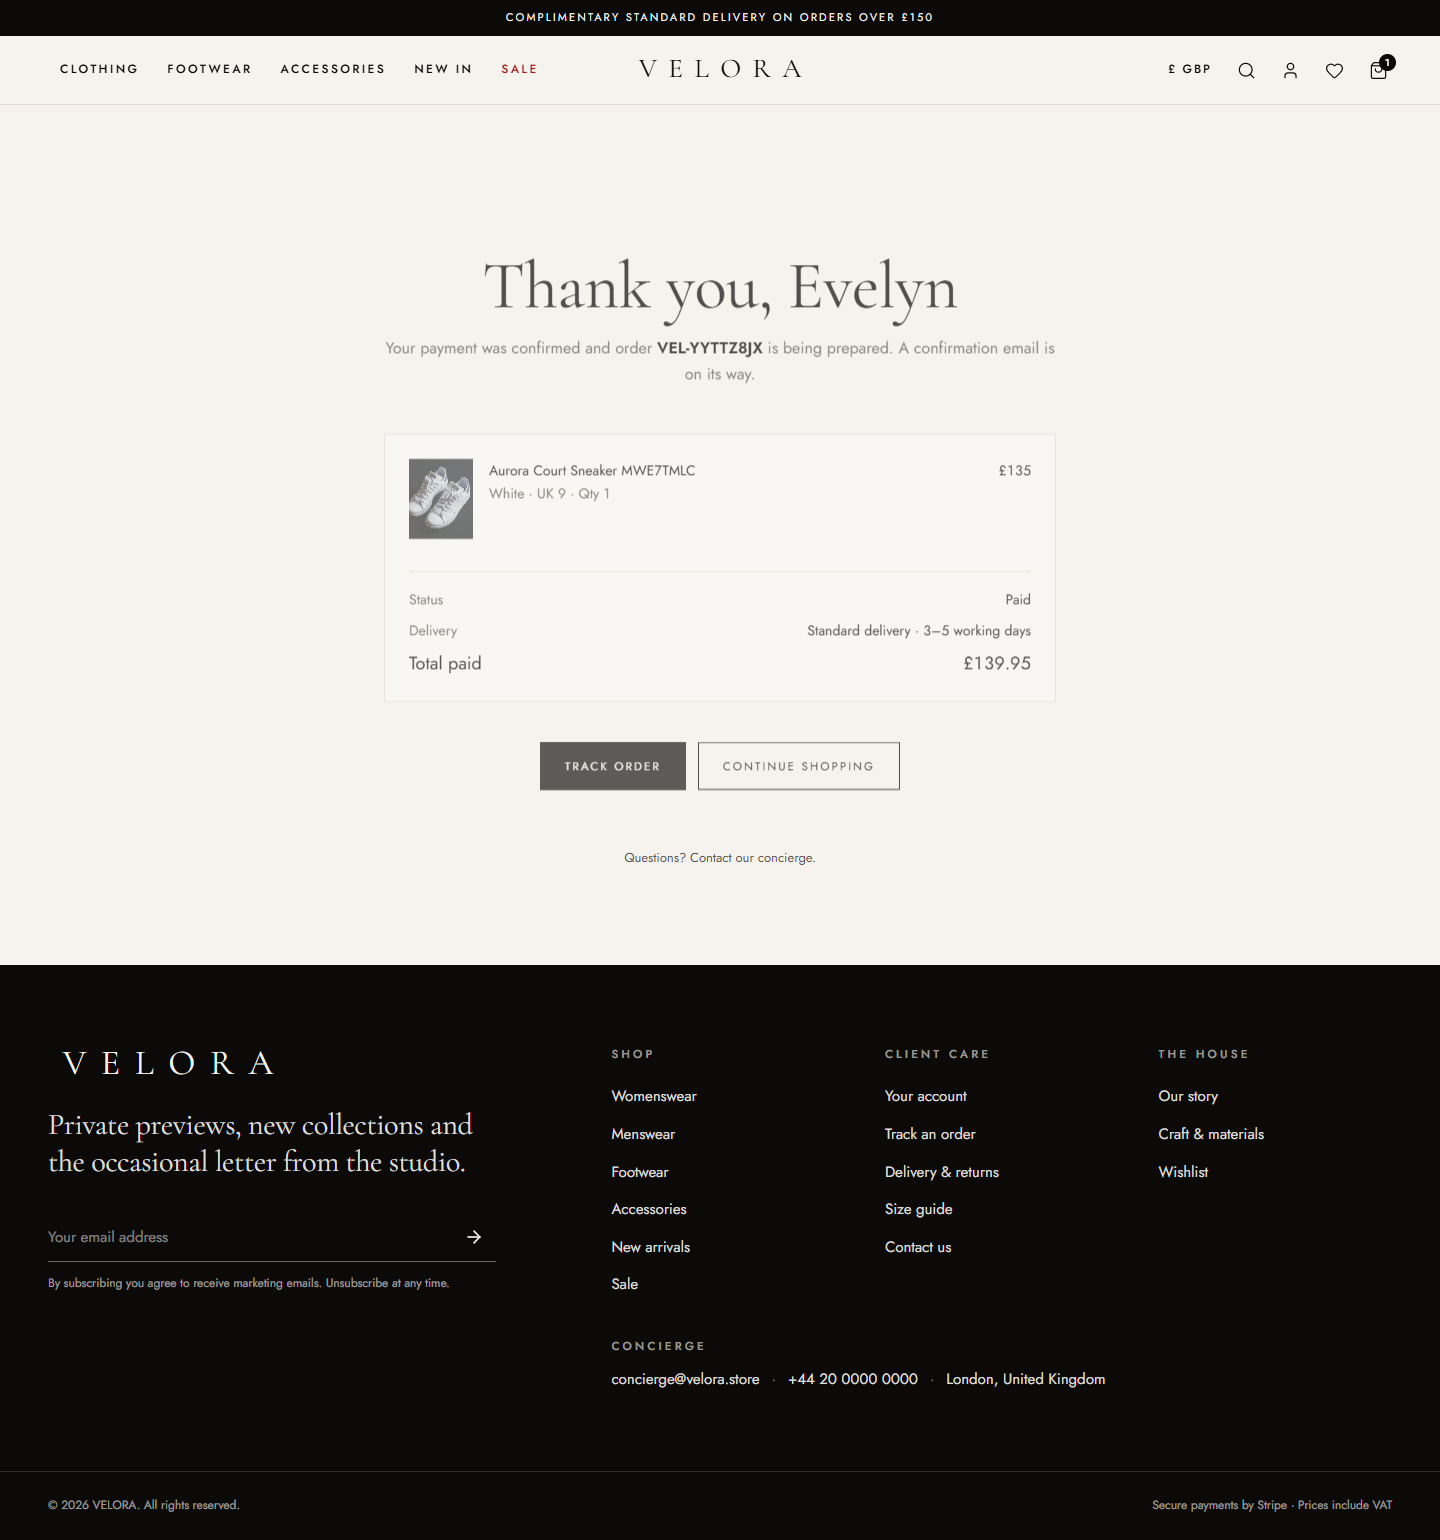 COMPLIMENTARY STANDARD DELIVERY ON ORDERS OVER £150
CLOTHING FOOTWEAR ACCESSORIES NEW IN SALE VELORA £ GBP 1
Thank you, Evelyn
Your payment was confirmed and order VEL-YYTTZ8JX is being prepared. A confirmation email is
on its way.
Aurora Court Sneaker MWE7TMLC £135
White · UK 9 · Qty 1
Status Paid
Delivery Standard delivery · 3–5 working days
Total paid £139.95
TRACK ORDER CONTINUE SHOPPING
Questions? Contact our concierge.
VELORA
Private previews, new collections and
the occasional letter from the studio.
Your email address
By subscribing you agree to receive marketing emails. Unsubscribe at any time.
SHOP
Womenswear
Menswear
Footwear
Accessories
New arrivals
Sale
CLIENT CARE
Your account
Track an order
Delivery & returns
Size guide
Contact us
THE HOUSE
Our story
Craft & materials
Wishlist
CONCIERGE
concierge@velora.store · +44 20 0000 0000 · London, United Kingdom
© 2026 VELORA. All rights reserved. Secure payments by Stripe · Prices include VAT